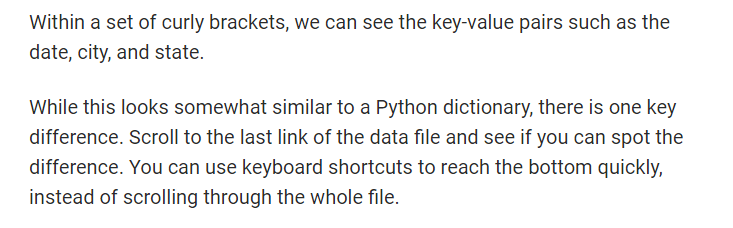 Within a set of curly brackets, we can see the key-value pairs such as the
date, city, and state.
While this looks somewhat similar to a Python dictionary, there is one key
difference. Scroll to the last link of the data file and see if you can spot the
difference. You can use keyboard shortcuts to reach the bottom quickly,
instead of scrolling through the whole file.